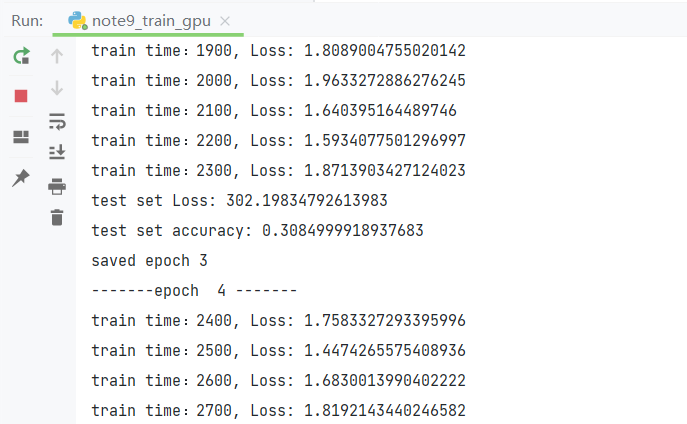 Run: note9_train_gpu
train time：1900, Loss: 1.8089004755020142
train time：2000, Loss: 1.9633272886276245
train time：2100, Loss: 1.640395164489746
train time：2200, Loss: 1.5934077501296997
train time：2300, Loss: 1.8713903427124023
test set Loss: 302.19834792613983
test set accuracy: 0.3084999918937683
saved epoch 3
-------epoch  4 -------
train time：2400, Loss: 1.7583327293395996
train time：2500, Loss: 1.4474265575408936
train time：2600, Loss: 1.6830013990402222
train time：2700, Loss: 1.8192143440246582